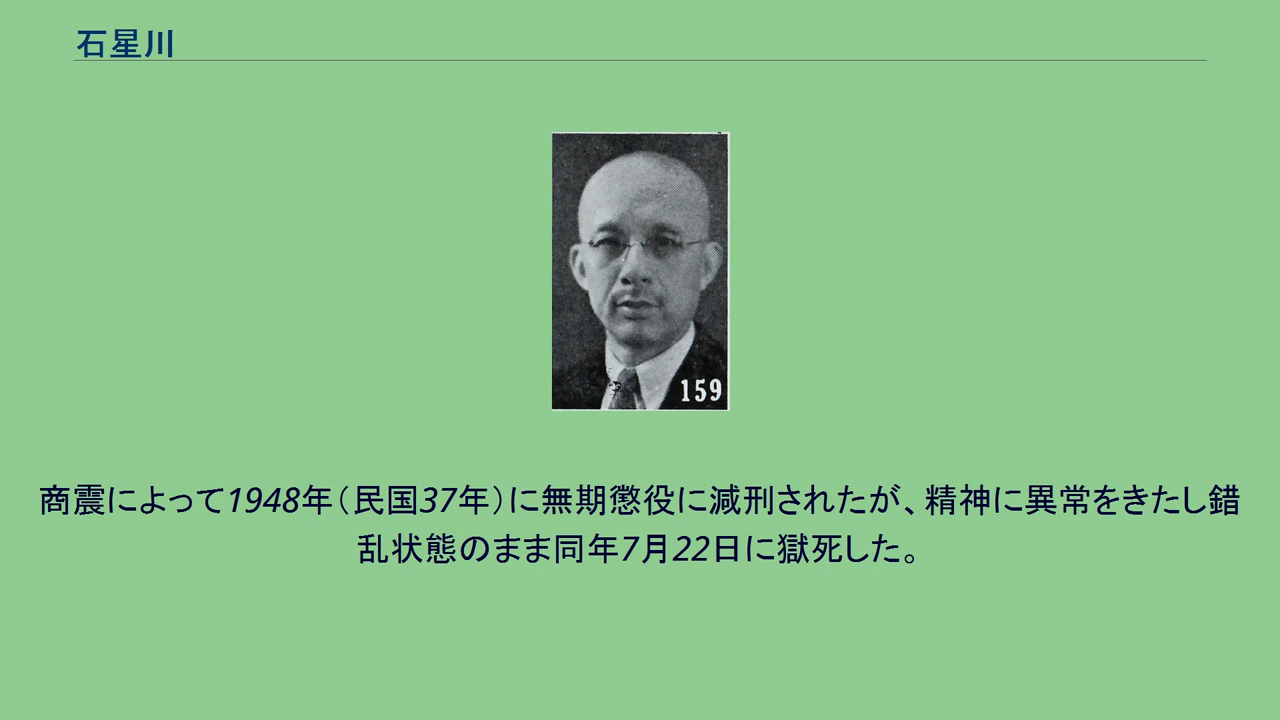 石星川
159
商震によって1948年（民国37年）に無期懲役に減刑されたが、精神に異常をきたし錯
乱状態のまま同年7月22日に獄死した。